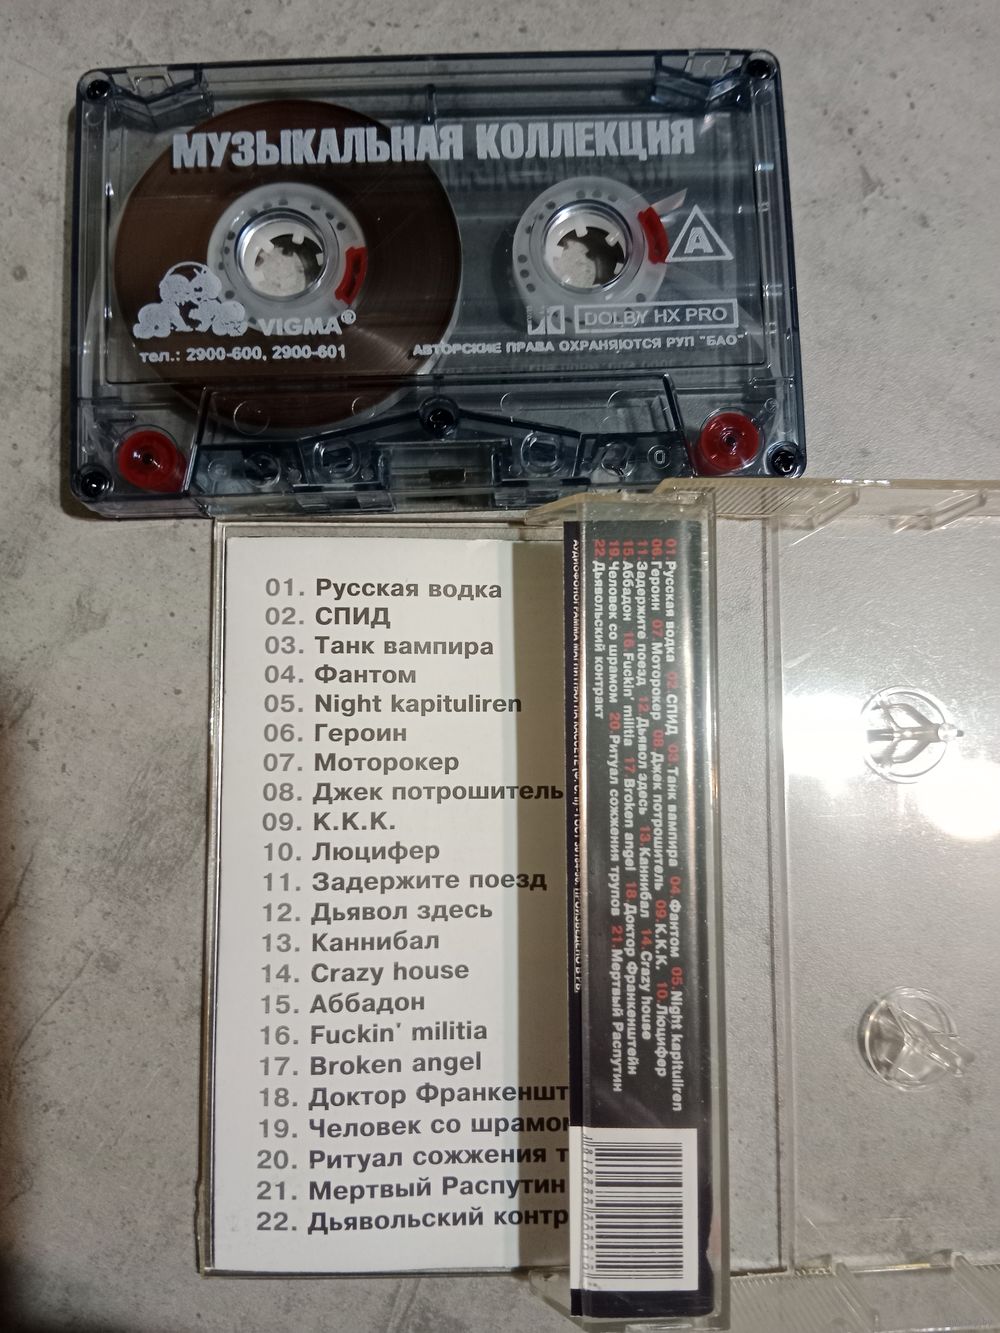 МУЗЫКАЛЬНАЯ КОЛЛЕКЦИЯ
A
VIGMA®
DOLBY HX PRO
тел.: 2900-600, 2900-601
АВТОРСКИЕ ПРАВА ОХРАНЯЮТСЯ РУП "БАО"
01. Русская водка
02. СПИД
03. Танк вампира
04. Фантом
05. Night kapituliren
06. Героин
07. Моторокер
08. Джек потрошитель
09. К.К.К.
10. Люцифер
11. Задержите поезд
12. Дьявол здесь
13. Каннибал
14. Crazy house
15. Аббадон
16. Fuckin' militia
17. Broken angel
18. Доктор Франкеншт
19. Человек со шрамом
20. Ритуал сожжения т
21. Мертвый Распутин
22. Дьявольский контр
01.Русская водка 02.СПИД 03.Танк вампира 04.Фантом 05.Night kapituliren
06.Героин 07.Моторокер 08.Джек потрошитель 09.К.К.К. 10.Люцифер
11.Задержите поезд 12.Дьявол здесь 13.Каннибал 14.Crazy house
15.Аббадон 16.Fuckin' militia 17.Broken angel 18.Доктор Франкенштейн
19.Человек со шрамом 20.Ритуал сожжения трупов 21.Мертвый Распутин
22.Дьявольский контракт